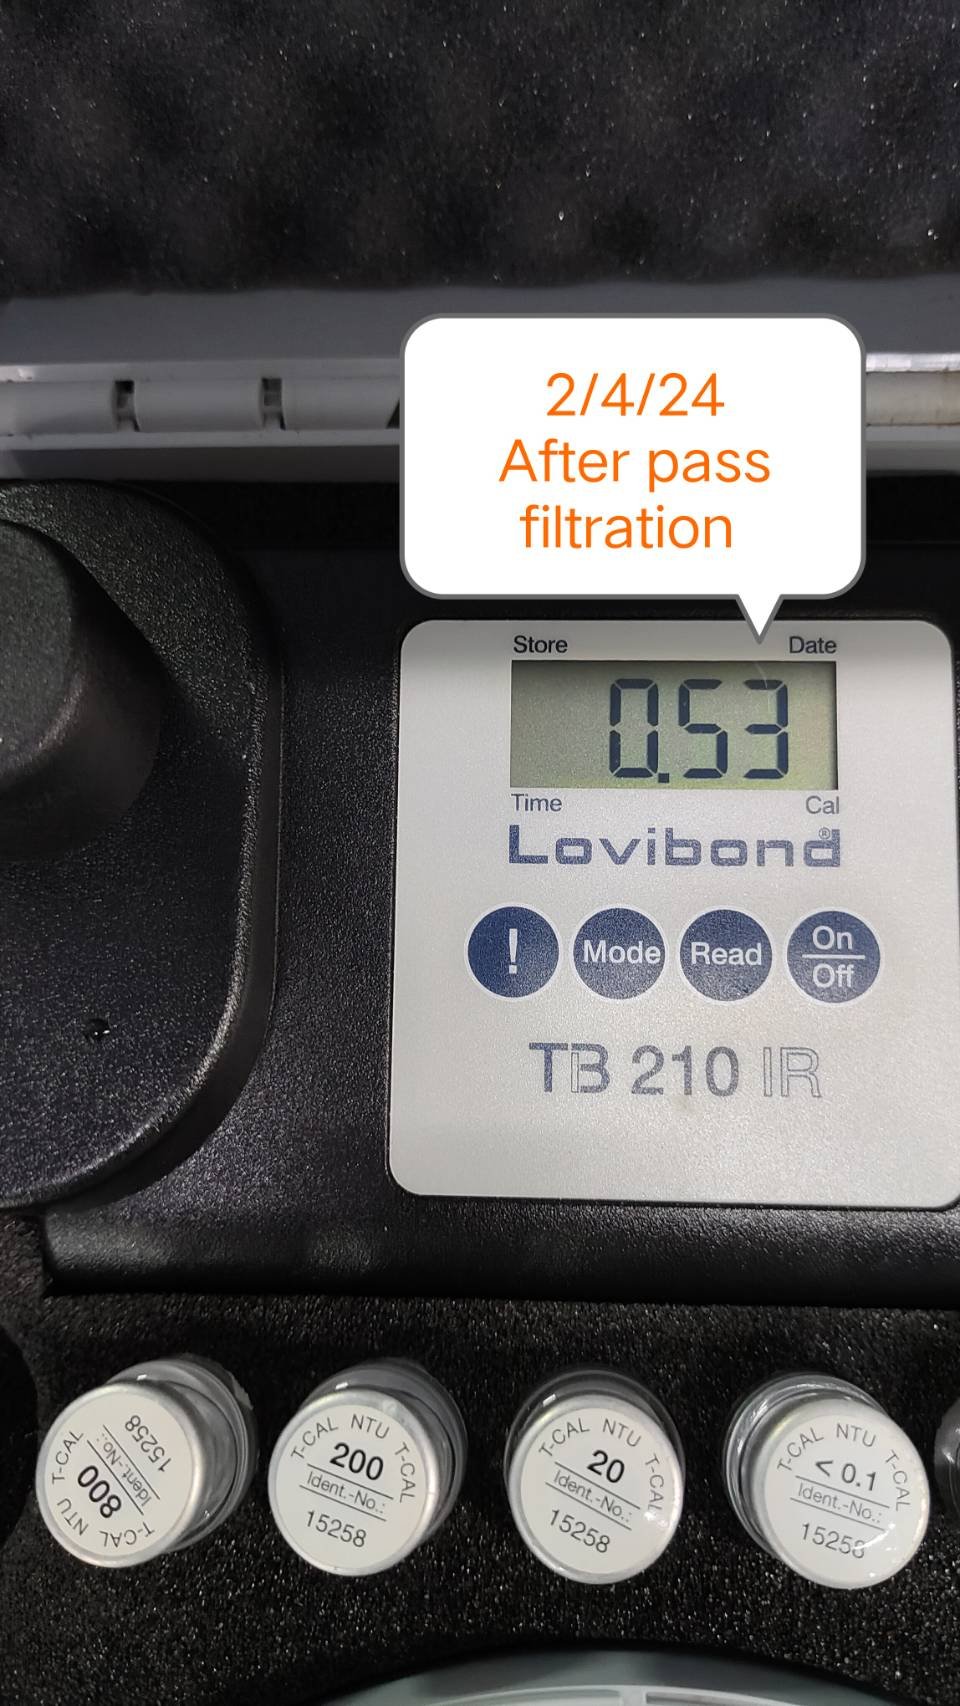 2/4/24
After pass
filtration
Store Date
0.53
Time Cal
Lovibond®
! Mode Read On
Off
TB 210 IR
T-CAL NTU T-CAL
800
Ident.-No.:
15258
T-CAL NTU T-CAL
200
Ident.-No.:
15258
T-CAL NTU T-CAL
20
Ident.-No.:
15258
T-CAL NTU T-CAL
< 0.1
Ident.-No.:
15258